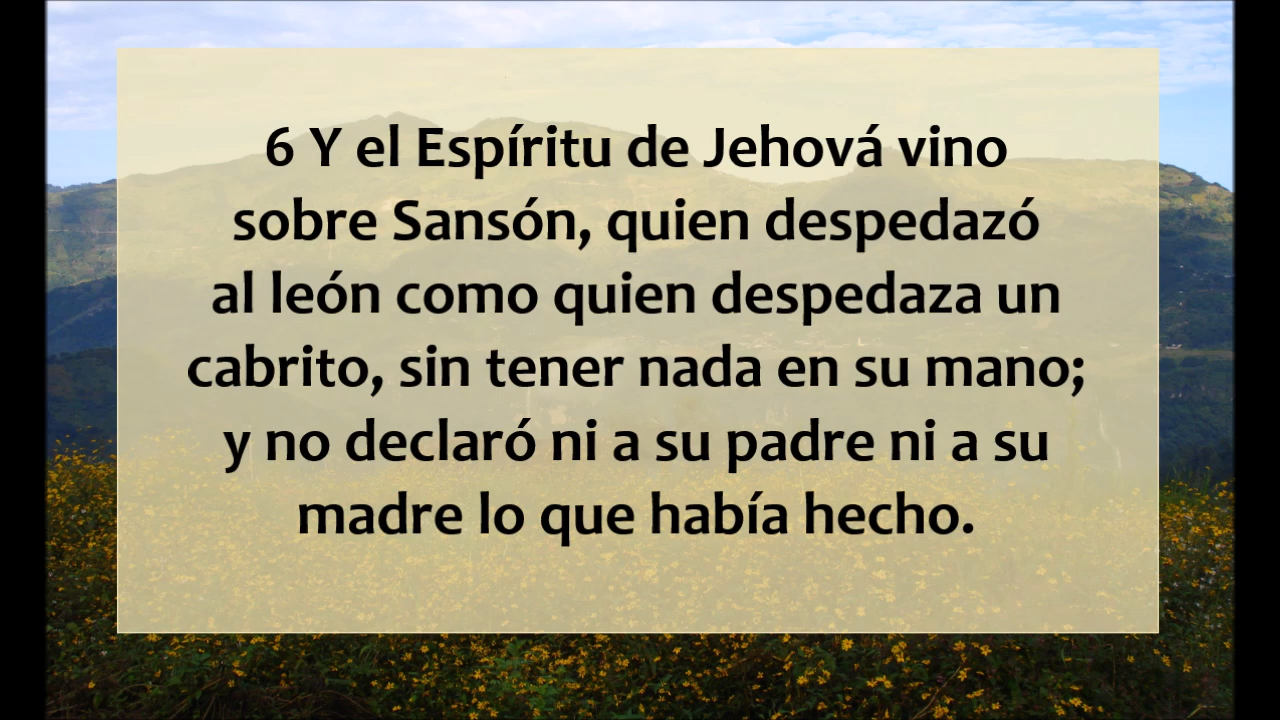 6 Y el Espíritu de Jehová vino
sobre Sansón, quien despedazó
al león como quien despedaza un
cabrito, sin tener nada en su mano;
y no declaró ni a su padre ni a su
madre lo que había hecho.